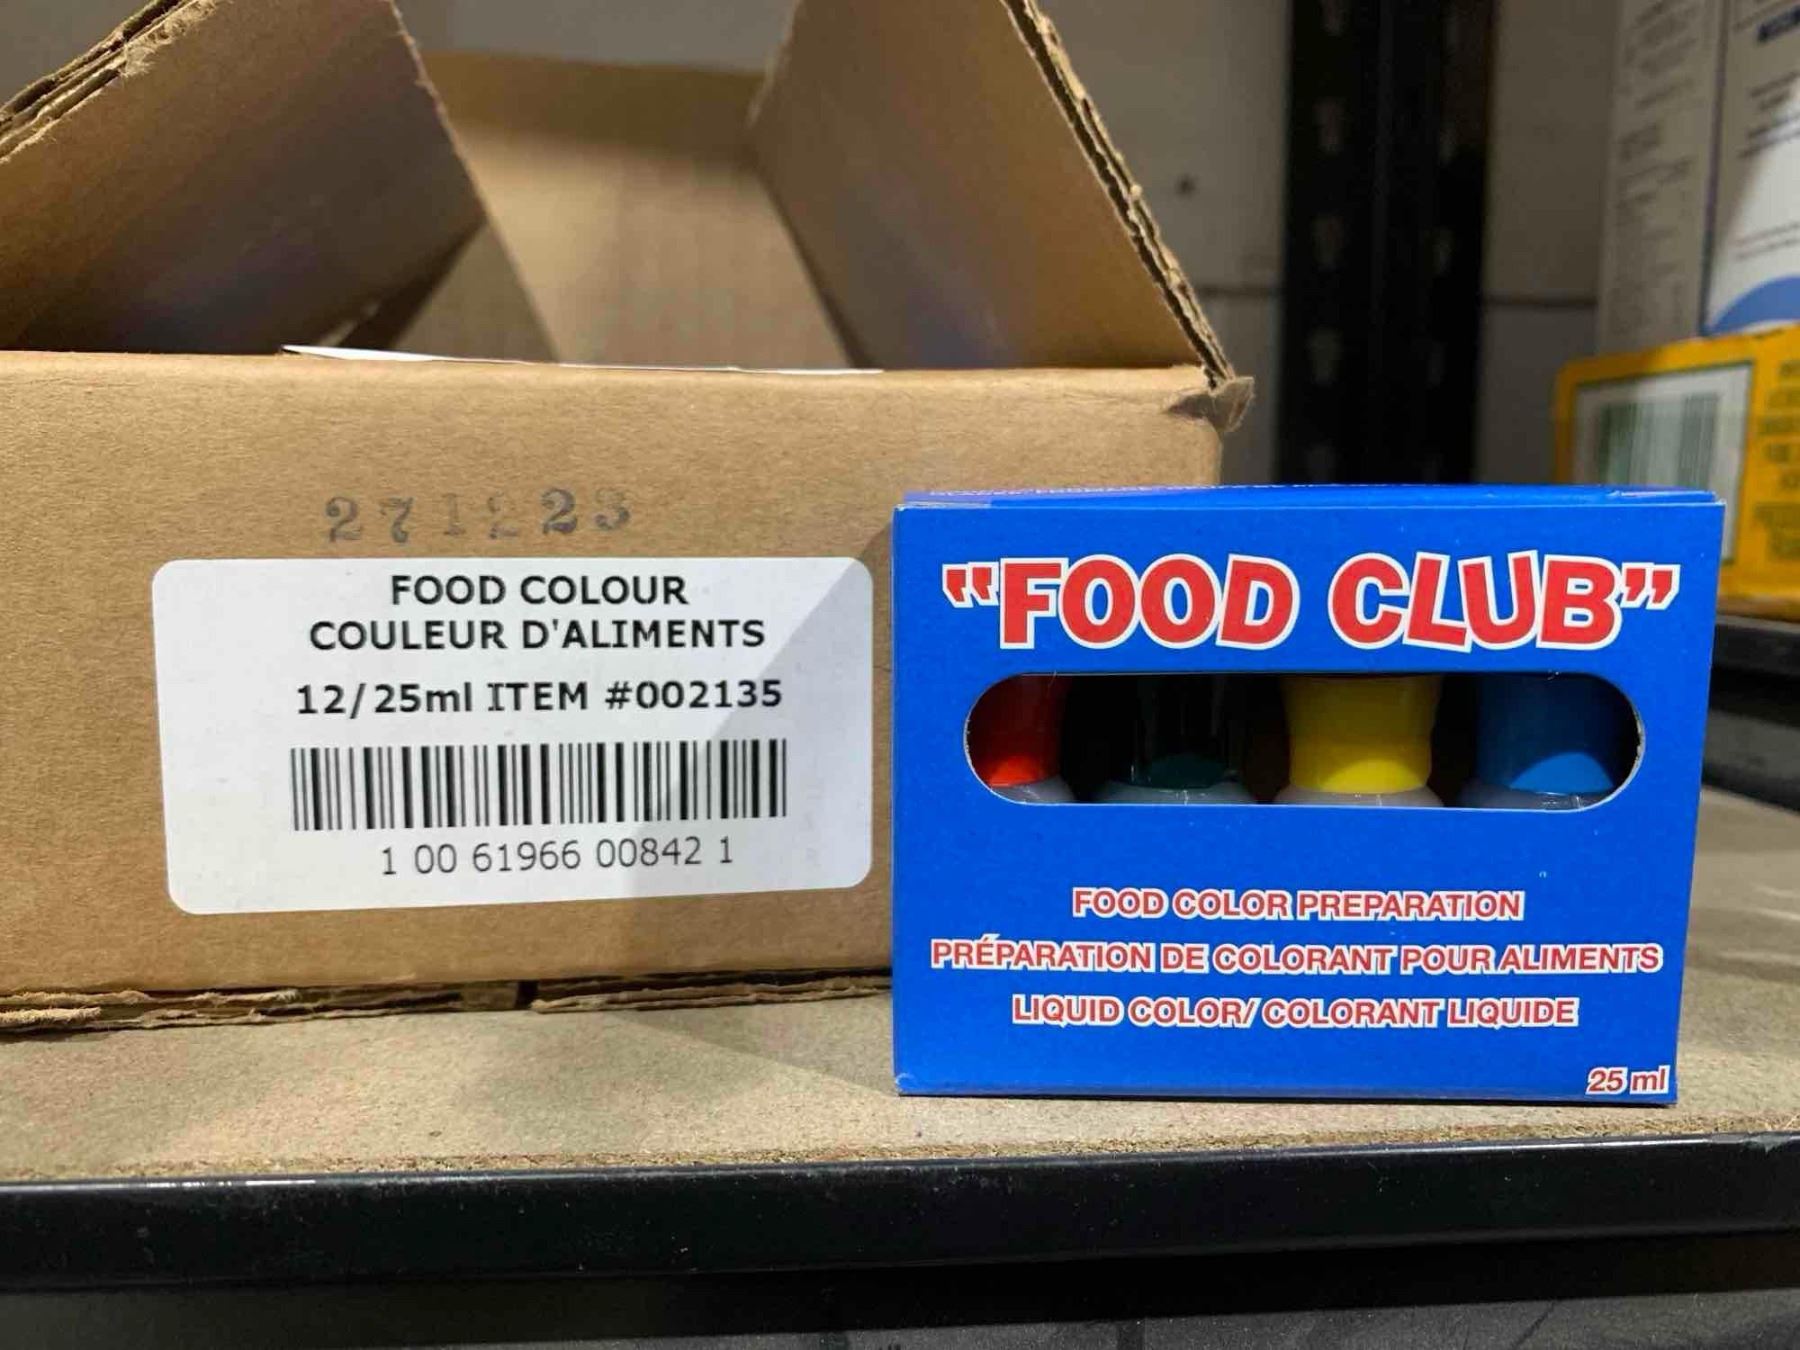 271223
FOOD COLOUR
COULEUR D'ALIMENTS
12/25ml ITEM #002135
1 00 61966 00842 1
"FOOD CLUB"
FOOD COLOR PREPARATION
PRÉPARATION DE COLORANT POUR ALIMENTS
LIQUID COLOR/ COLORANT LIQUIDE
25 ml